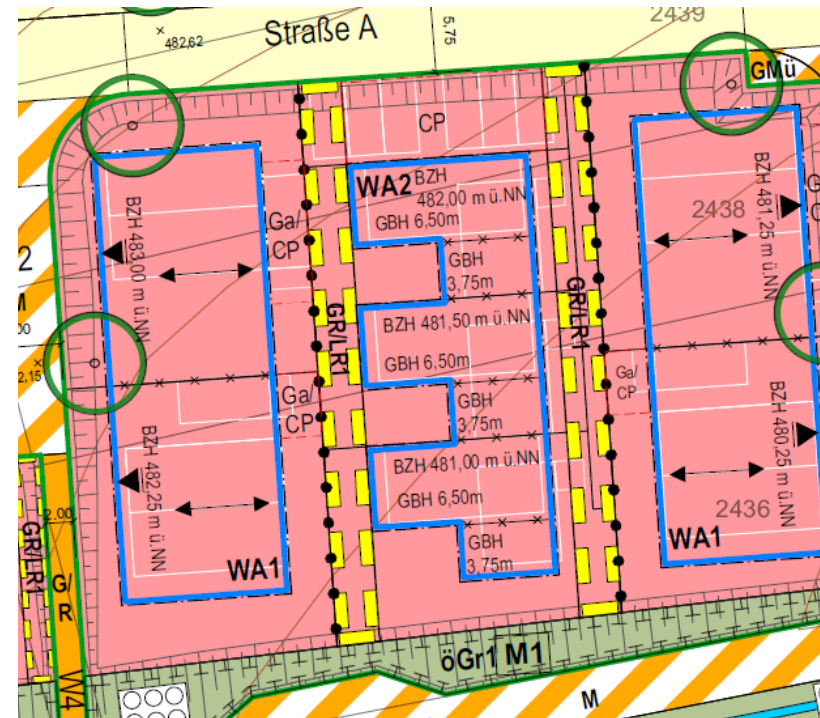 2439
Straße A
482,62
5,75
GMü
CP
WA2
BZH
482,00 m ü.NN
GBH 6,50m
BZH 483,00 m ü.NN
Ga/
CP
GBH
3,75m
GR/LR1
BZH 481,50 m ü.NN
GBH 6,50m
GR/LR1
2438
BZH 481,25 m ü.NN
G
C
2
M
00
2,15
Ga/
CP
GBH
3,75m
Ga/
CP
BZH 482,25 m ü.NN
BZH 481,00 m ü.NN
GBH 6,50m
BZH 480,25 m ü.NN
2436
2,00
GR/LR1
G/
R
WA1
GBH
3,75m
WA1
öGr1 M1
W4
M